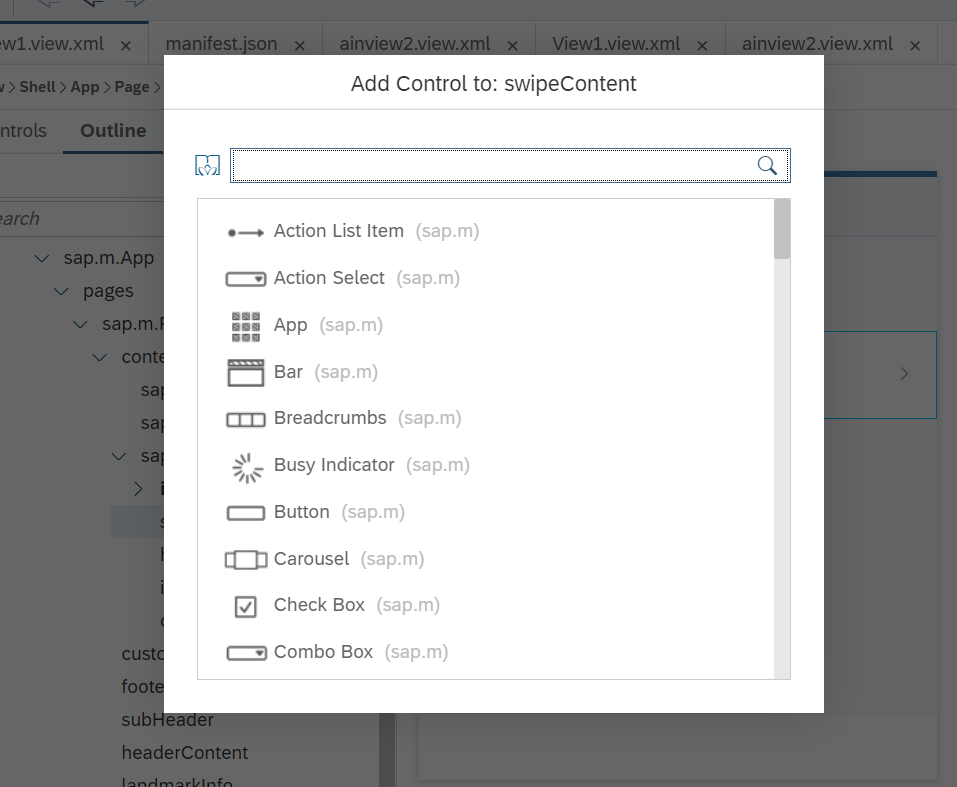 ew1.view.xml × manifest.json × ainview2.view.xml × View1.view.xml × ainview2.view.xml ×
Add Control to: swipeContent
Shell > App > Page >
ntrols Outline
earch
Action List Item (sap.m)
Action Select (sap.m)
App (sap.m)
Bar (sap.m)
Breadcrumbs (sap.m)
Busy Indicator (sap.m)
Button (sap.m)
Carousel (sap.m)
Check Box (sap.m)
Combo Box (sap.m)
sap.m.App
pages
sap.m.
conte
sap
sap
sap
custo
foote
subHeader
headerContent
landmarkInfo